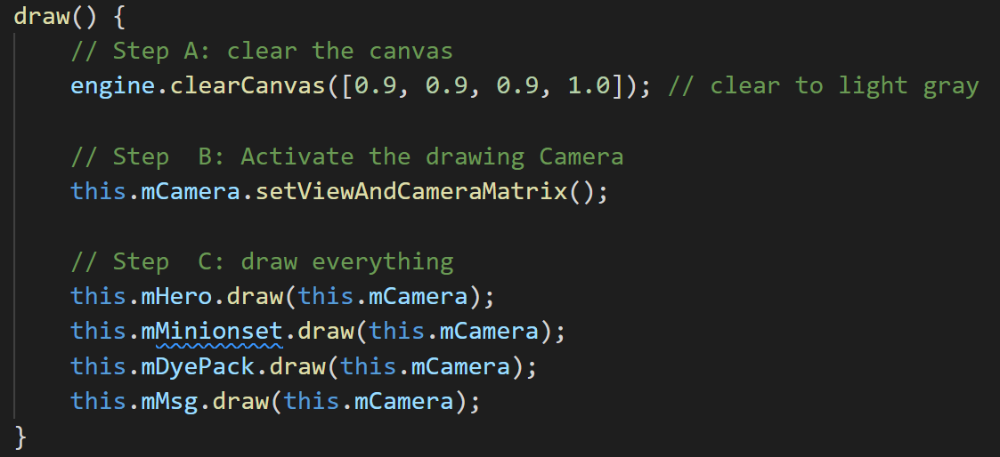 draw() {
    // Step A: clear the canvas
    engine.clearCanvas([0.9, 0.9, 0.9, 1.0]); // clear to light gray

    // Step  B: Activate the drawing Camera
    this.mCamera.setViewAndCameraMatrix();

    // Step  C: draw everything
    this.mHero.draw(this.mCamera);
    this.mMinionset.draw(this.mCamera);
    this.mDyePack.draw(this.mCamera);
    this.mMsg.draw(this.mCamera);
}